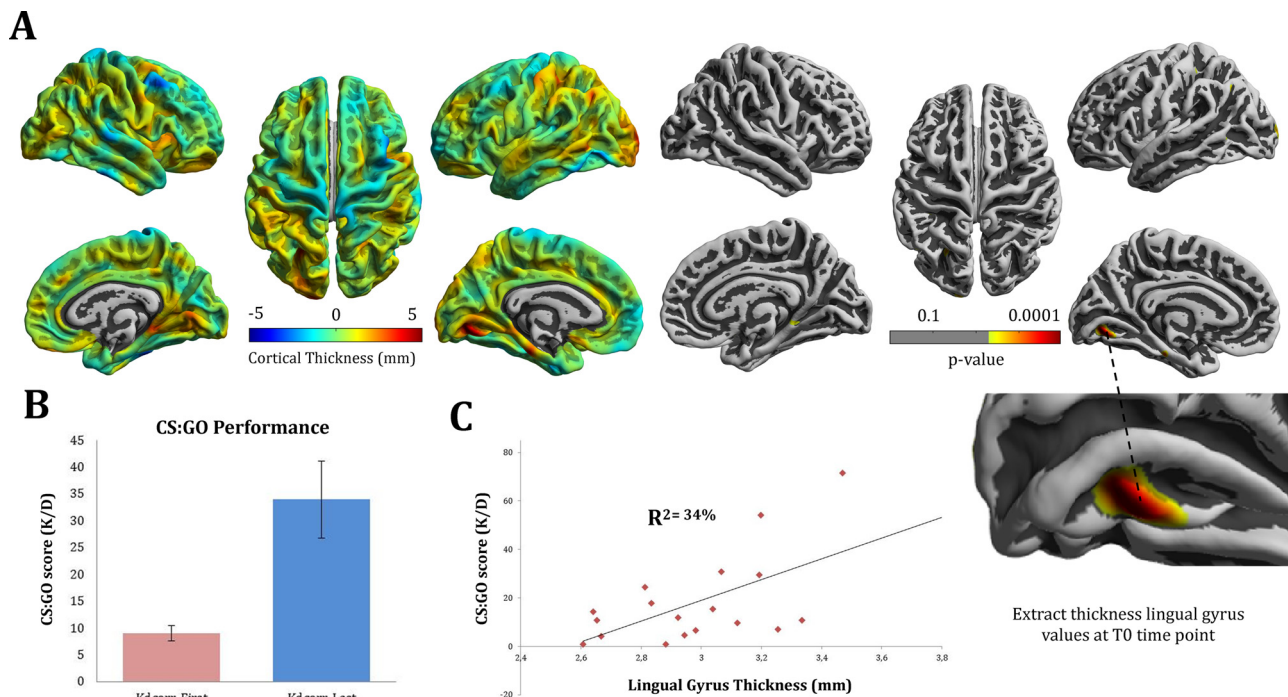 A
-5 0 5
Cortical Thickness (mm)
0.1 0.0001
p-value
B
CS:GO Performance
CS:GO score (K/D)
45
40
35
30
25
20
15
10
5
0
C
CS:GO score (K/D)
80
60
40
20
0
-20
R2= 34%
2,4 2,6 2,8 3 3,2 3,4 3,6 3,8
Lingual Gyrus Thickness (mm)
Extract thickness lingual gyrus
values at T0 time point